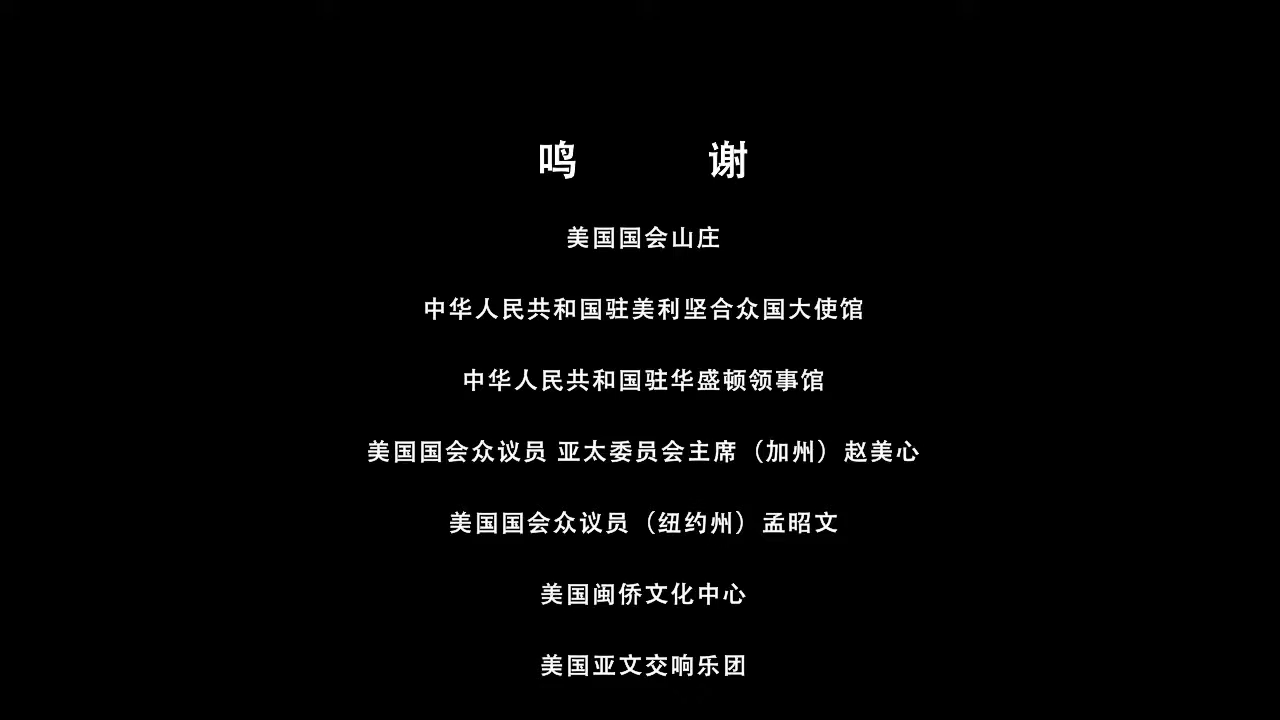 鸣 谢
美国国会山庄
中华人民共和国驻美利坚合众国大使馆
中华人民共和国驻华盛顿领事馆
美国国会众议员 亚太委员会主席（加州）赵美心
美国国会众议员（纽约州）孟昭文
美国闽侨文化中心
美国亚文交响乐团